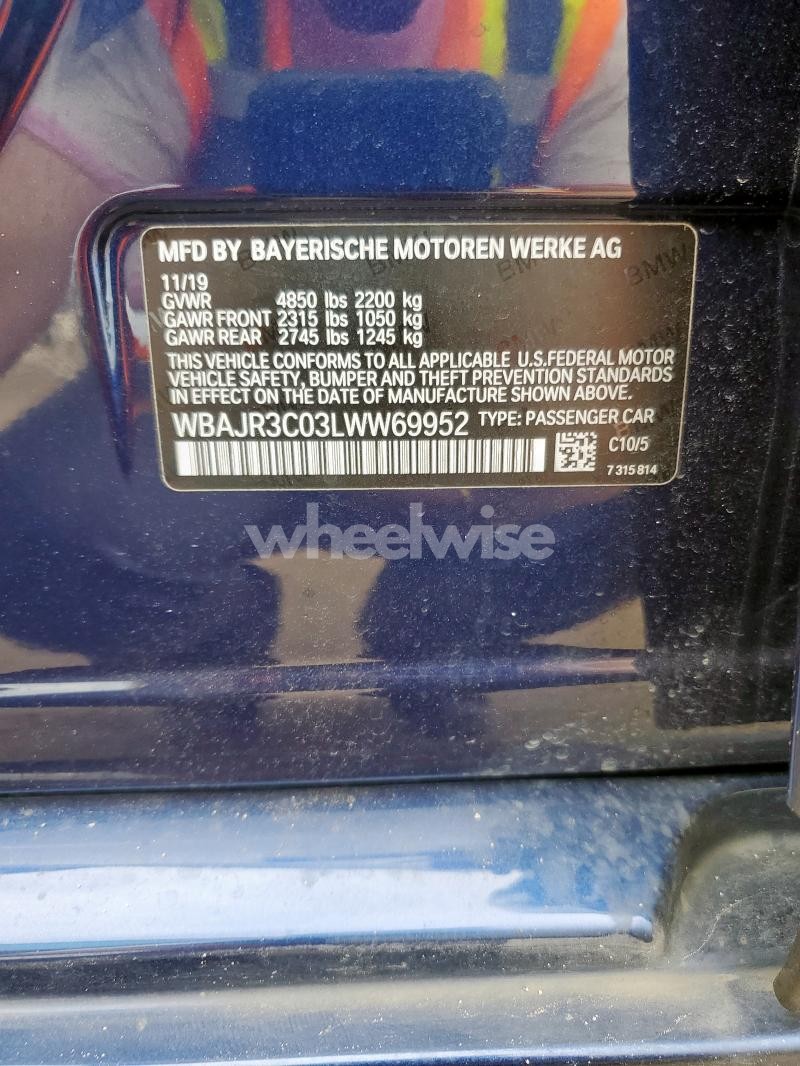 MFD BY BAYERISCHE MOTOREN WERKE AG
11/19
GVWR 4850 lbs 2200 kg
GAWR FRONT 2315 lbs 1050 kg
GAWR REAR 2745 lbs 1245 kg
THIS VEHICLE CONFORMS TO ALL APPLICABLE U.S.FEDERAL MOTOR
VEHICLE SAFETY, BUMPER AND THEFT PREVENTION STANDARDS
IN EFFECT ON THE DATE OF MANUFACTURE SHOWN ABOVE.
WBAJR3C03LWW69952 TYPE: PASSENGER CAR
C10/5
7 315 814
wheelwise